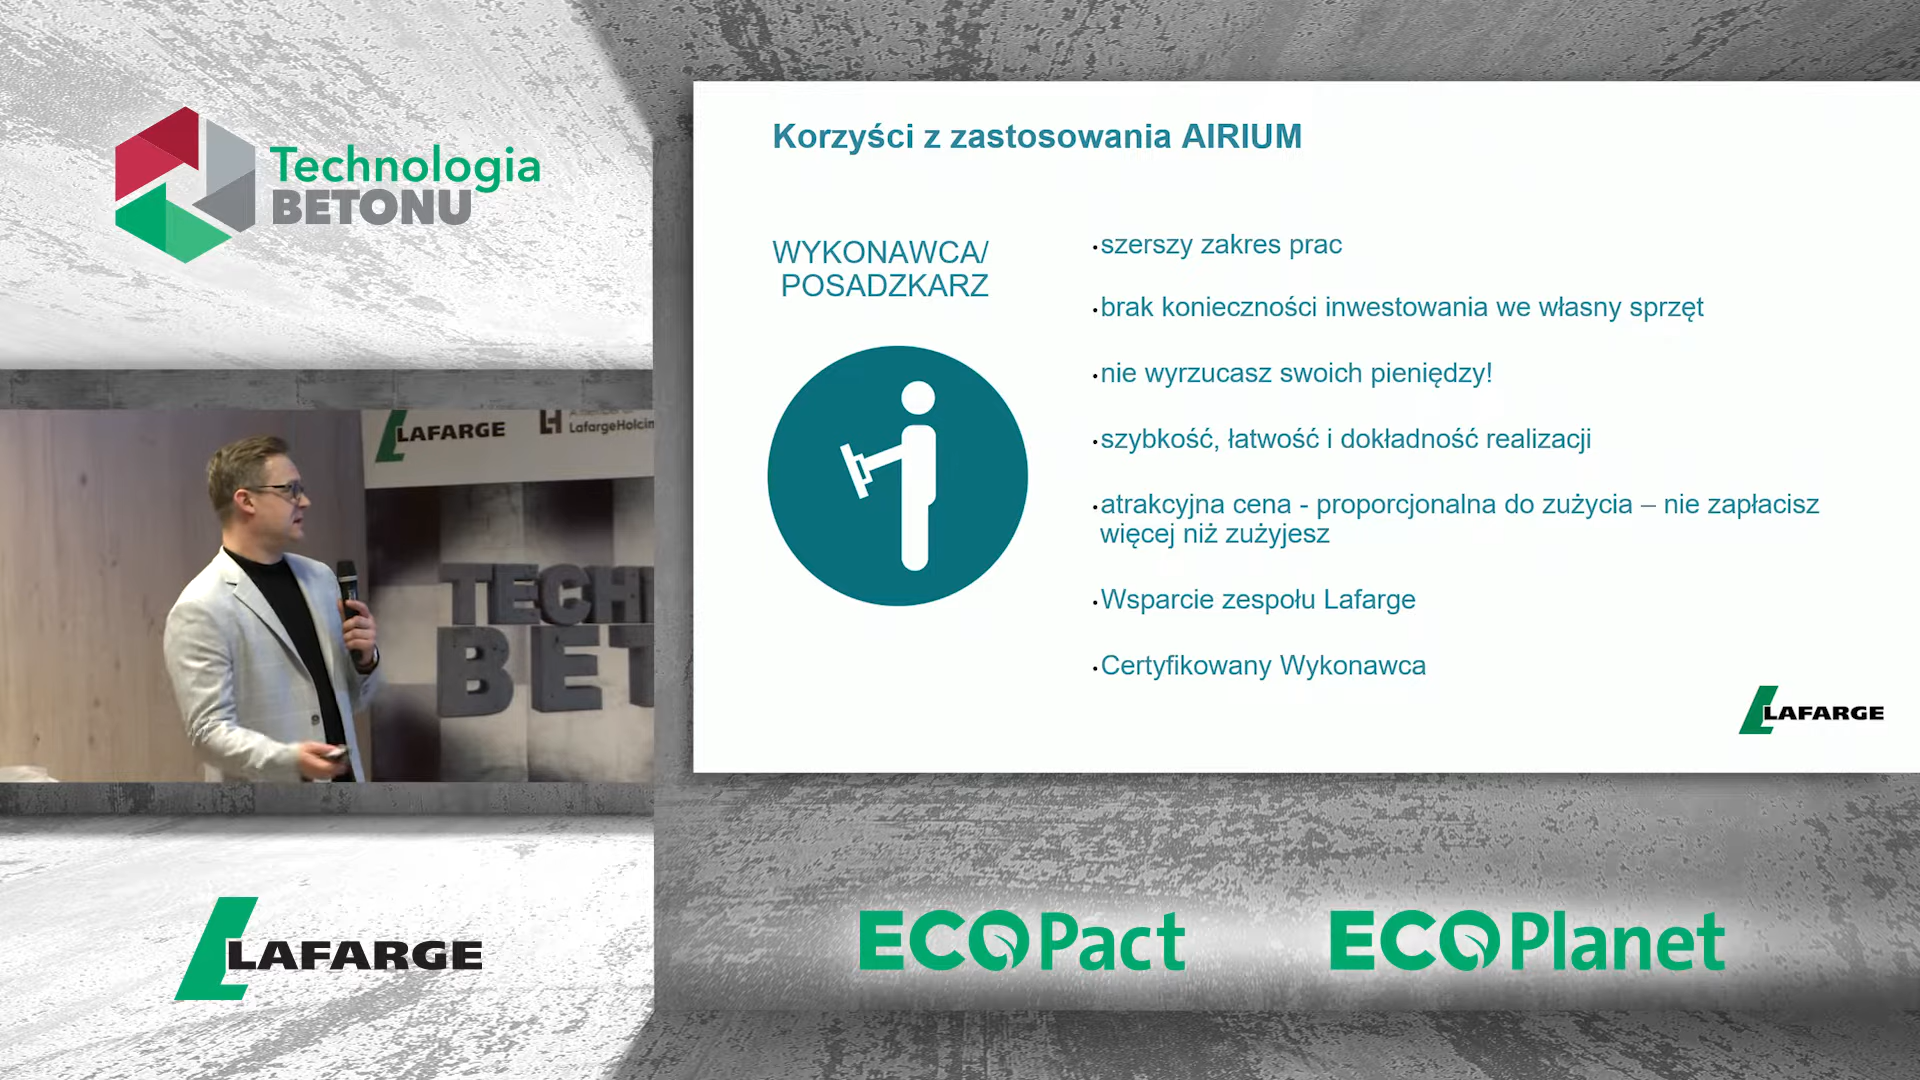 Technologia
BETONU
LAFARGE
LafargeHolcim
TECH
BET
LAFARGE
Korzyści z zastosowania AIRIUM
WYKONAWCA/
POSADZKARZ
•szerszy zakres prac
•brak konieczności inwestowania we własny sprzęt
•nie wyrzucasz swoich pieniędzy!
•szybkość, łatwość i dokładność realizacji
•atrakcyjna cena - proporcjonalna do zużycia – nie zapłacisz
więcej niż zużyjesz
•Wsparcie zespołu Lafarge
•Certyfikowany Wykonawca
LAFARGE
ECOPact
ECOPlanet